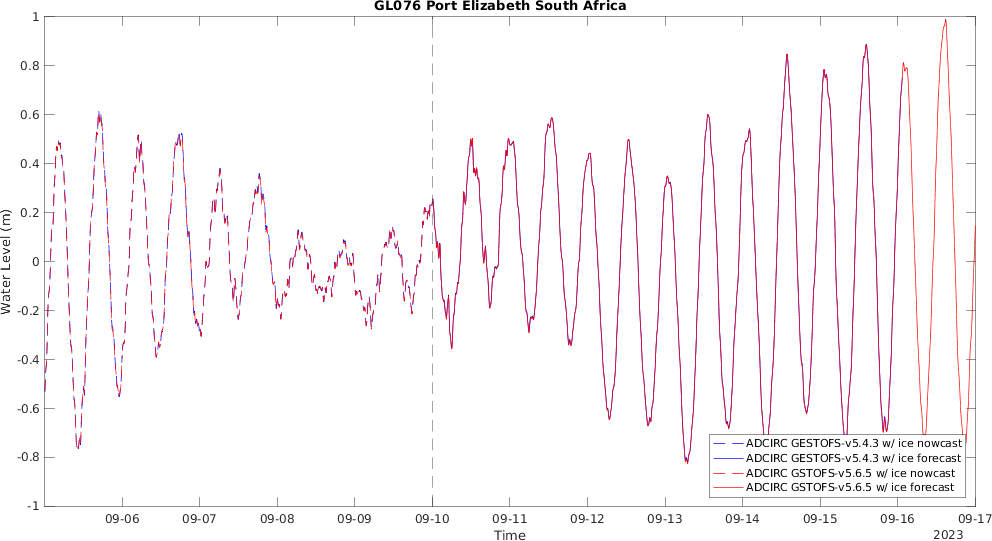 GL076 Port Elizabeth South Africa
1
0.8
0.6
0.4
0.2
0
-0.2
-0.4
-0.6
-0.8
-1
Water Level (m)
ADCIRC GESTOFS-v5.4.3 w/ ice nowcast
ADCIRC GESTOFS-v5.4.3 w/ ice forecast
ADCIRC GSTOFS-v5.6.5 w/ ice nowcast
ADCIRC GSTOFS-v5.6.5 w/ ice forecast
09-06 09-07 09-08 09-09 09-10 09-11 09-12 09-13 09-14 09-15 09-16 09-17
Time
2023